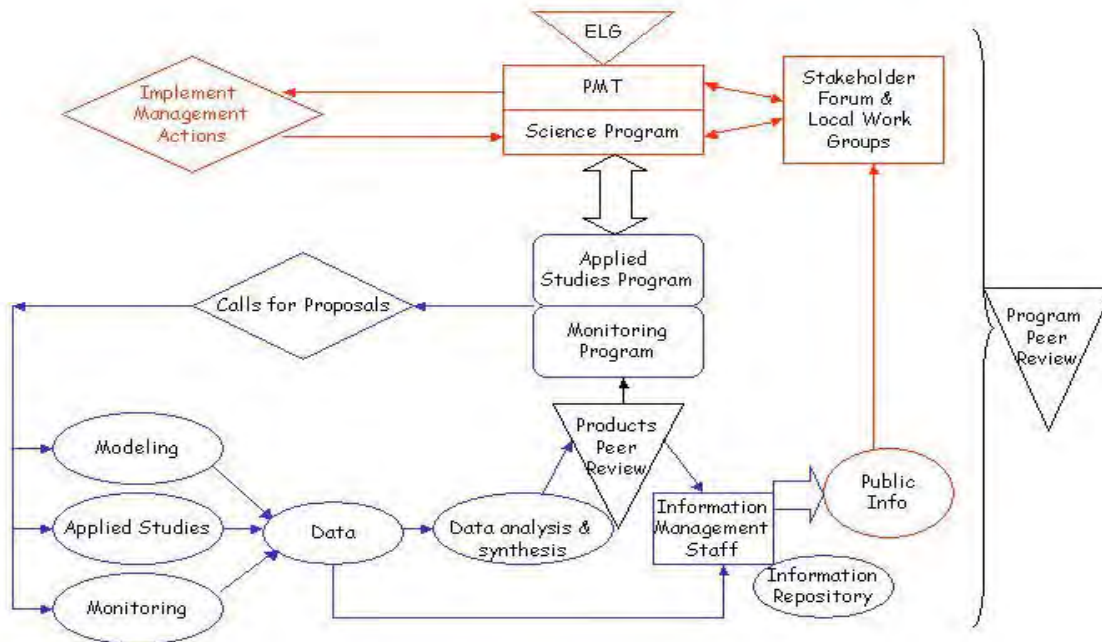 ELG
PMT
Science Program
Implement
Management
Actions
Stakeholder
Forum &
Local Work
Groups
Applied
Studies Program
Monitoring
Program
Calls for Proposals
Program
Peer
Review
Products
Peer
Review
Modeling
Applied Studies
Monitoring
Data
Data analysis &
synthesis
Information
Management
Staff
Public
Info
Information
Repository